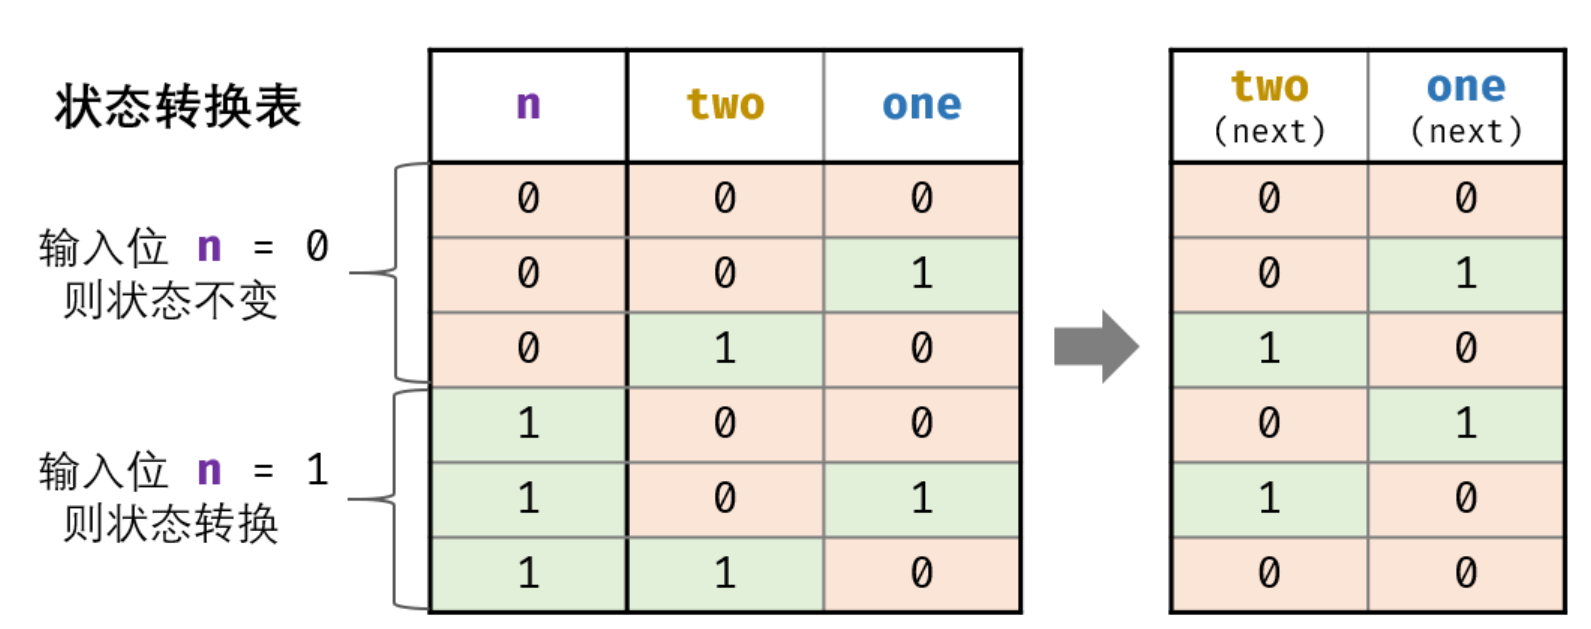 状态转换表
n two one
two one
(next) (next)
输入位 n = 0
则状态不变
输入位 n = 1
则状态转换
0 0 0 0 0
0 0 1 0 1
0 1 0 1 0
1 0 0 0 1
1 0 1 1 0
1 1 0 0 0